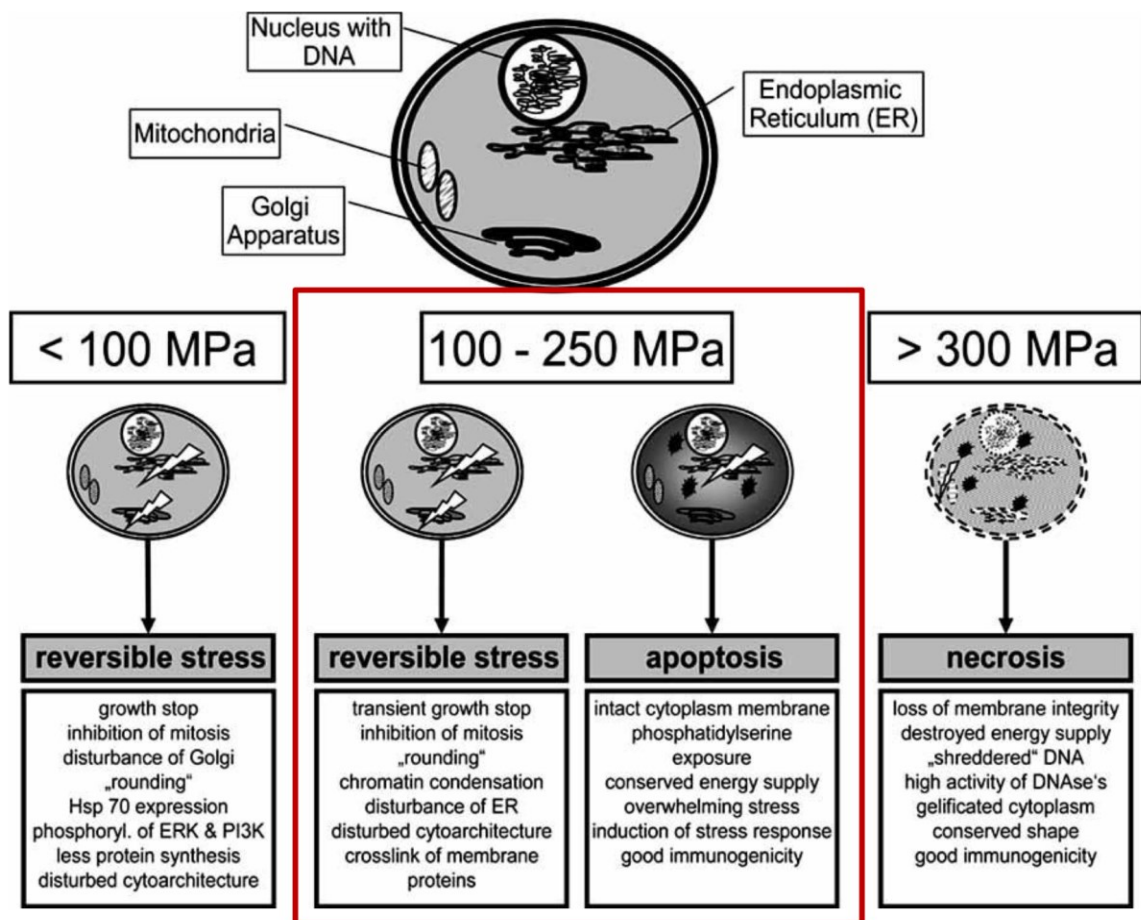 Nucleus with
DNA
Endoplasmic
Reticulum (ER)
Mitochondria
Golgi
Apparatus
< 100 MPa
100 - 250 MPa
> 300 MPa
reversible stress
growth stop
inhibition of mitosis
disturbance of Golgi
„rounding“
Hsp 70 expression
phosphoryl. of ERK & PI3K
less protein synthesis
disturbed cytoarchitecture
reversible stress
transient growth stop
inhibition of mitosis
„rounding“
chromatin condensation
disturbance of ER
disturbed cytoarchitecture
crosslink of membrane
proteins
apoptosis
intact cytoplasm membrane
phosphatidylserine
exposure
conserved energy supply
overwhelming stress
induction of stress response
good immunogenicity
necrosis
loss of membrane integrity
destroyed energy supply
„shreddered“ DNA
high activity of DNAse‘s
gelificated cytoplasm
conserved shape
good immunogenicity